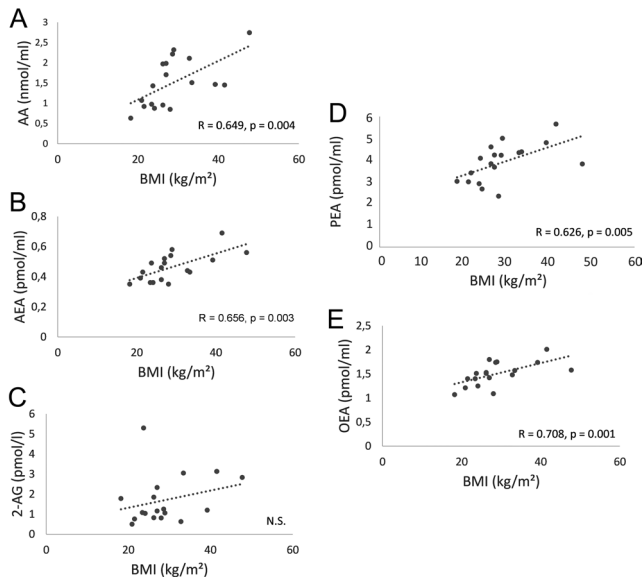 A
3
2,5
2
1,5
1
0,5
0
AA (nmol/ml)
R = 0.649, p = 0.004
0 20 40 60
BMI (kg/m²)
B
0,8
0,6
0,4
0,2
0
AEA (pmol/ml)
R = 0.656, p = 0.003
0 20 40 60
BMI (kg/m²)
C
6
5
4
3
2
1
0
2-AG (pmol/l)
N.S.
0 20 40 60
BMI (kg/m²)
D
6
5
4
3
2
1
0
PEA (pmol/ml)
R = 0.626, p = 0.005
0 10 20 30 40 50 60
BMI (kg/m²)
E
2,5
2
1,5
1
0,5
0
OEA (pmol/ml)
R = 0.708, p = 0.001
0 20 40 60
BMI (kg/m²)